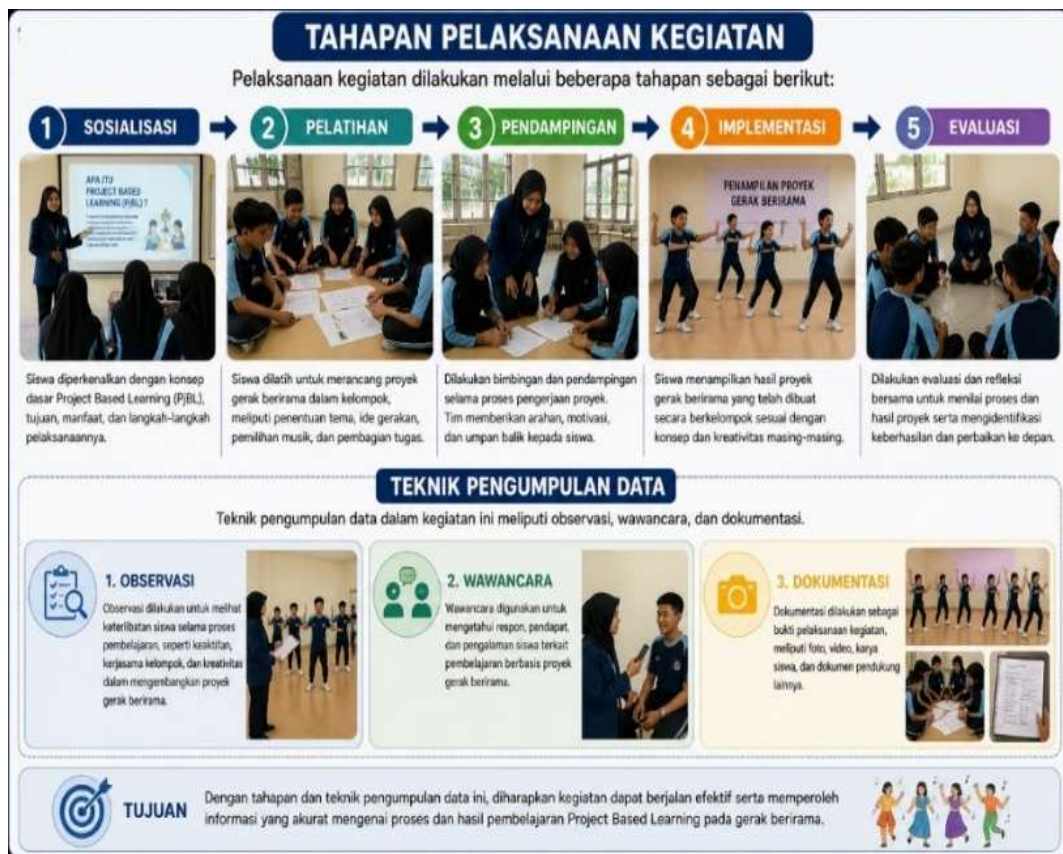 TAHAPAN PELAKSANAAN KEGIATAN
Pelaksanaan kegiatan dilakukan melalui beberapa tahapan sebagai berikut:
1 SOSIALISASI
APA ITU
PROJECT BASED
LEARNING (PjBL) ?
Siswa diperkenalkan dengan konsep
dasar Project Based Learning (PjBL),
tujuan, manfaat, dan langkah-langkah
pelaksanaannya.
2 PELATIHAN
Siswa dilatih untuk merancang proyek
gerak berirama dalam kelompok,
meliputi penentuan tema, ide gerakan,
pemilihan musik, dan pembagian tugas.
3 PENDAMPINGAN
Dilakukan bimbingan dan pendampingan
selama proses pengerjaan proyek.
Tim memberikan arahan, motivasi,
dan umpan balik kepada siswa.
4 IMPLEMENTASI
PENAMPILAN PROYEK
GERAK BERIRAMA
Siswa menampilkan hasil proyek
gerak berirama yang telah dibuat
secara berkelompok sesuai dengan
konsep dan kreativitas masing-masing.
5 EVALUASI
Dilakukan evaluasi dan refleksi
bersama untuk menilai proses dan
hasil proyek serta mengidentifikasi
keberhasilan dan perbaikan ke depan.
TEKNIK PENGUMPULAN DATA
Teknik pengumpulan data dalam kegiatan ini meliputi observasi, wawancara, dan dokumentasi.
1. OBSERVASI
Observasi dilakukan untuk melihat
keterlibatan siswa selama proses
pembelajaran, seperti keaktifan,
kerjasama kelompok, dan kreativitas
dalam mengembangkan proyek
gerak berirama.
2. WAWANCARA
Wawancara digunakan untuk
mengetahui respon, pendapat,
dan pengalaman siswa terkait
pembelajaran berbasis proyek
gerak berirama.
3. DOKUMENTASI
Dokumentasi dilakukan sebagai
bukti pelaksanaan kegiatan,
meliputi foto, video, karya
siswa, dan dokumen pendukung
lainnya.
TUJUAN
Dengan tahapan dan teknik pengumpulan data ini, diharapkan kegiatan dapat berjalan efektif serta memperoleh
informasi yang akurat mengenai proses dan hasil pembelajaran Project Based Learning pada gerak berirama.